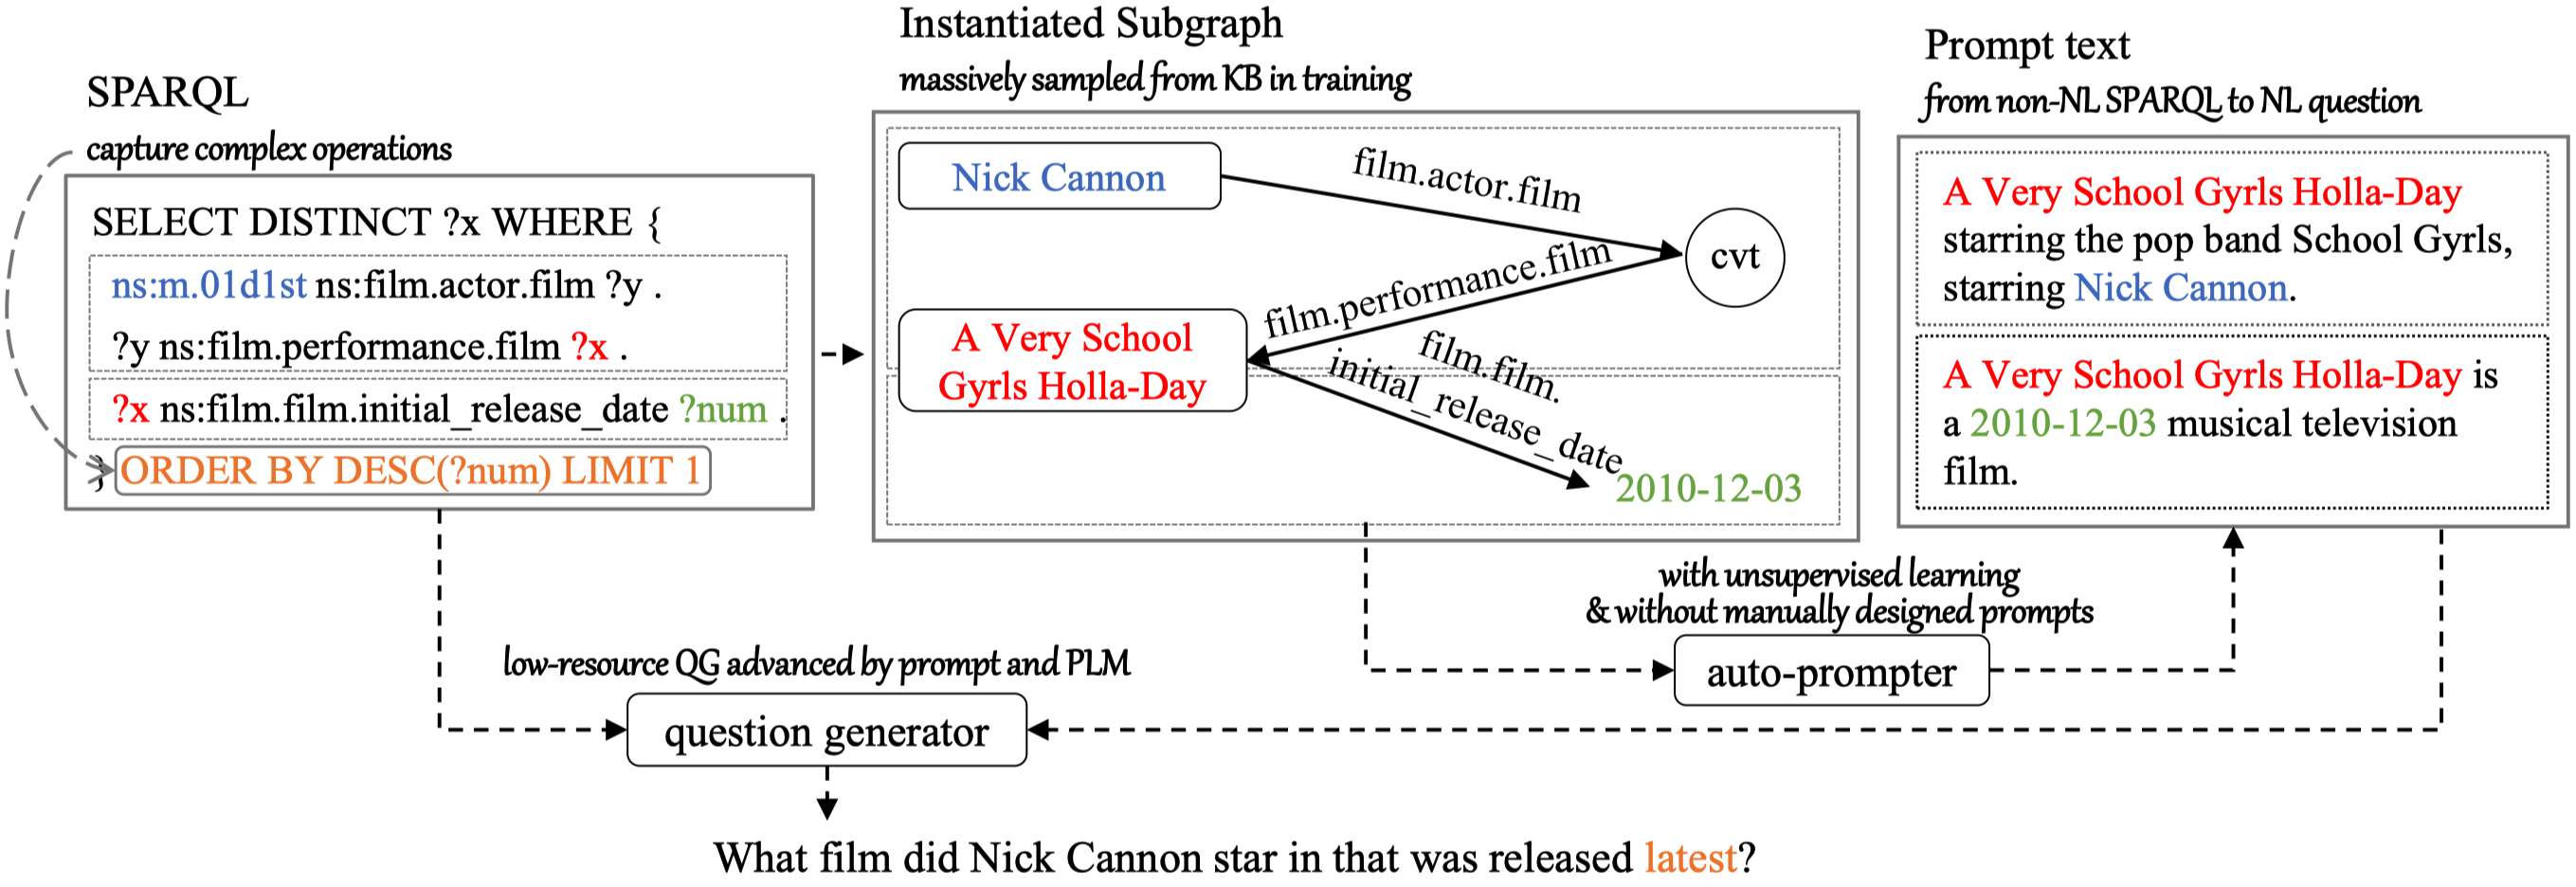 SPARQL
capture complex operations
SELECT DISTINCT ?x WHERE {
ns:m.01d1st ns:film.actor.film ?y .
?y ns:film.performance.film ?x .
?x ns:film.film.initial_release_date ?num .
} ORDER BY DESC(?num) LIMIT 1
Instantiated Subgraph
massively sampled from KB in training
Nick Cannon
film.actor.film
cvt
film.performance.film
A Very School
Gyrls Holla-Day
film.film.
initial_release_date
2010-12-03
Prompt text
from non-NL SPARQL to NL question
A Very School Gyrls Holla-Day
starring the pop band School Gyrls,
starring Nick Cannon.
A Very School Gyrls Holla-Day is
a 2010-12-03 musical television
film.
with unsupervised learning
& without manually designed prompts
auto-prompter
low-resource QG advanced by prompt and PLM
question generator
What film did Nick Cannon star in that was released latest?